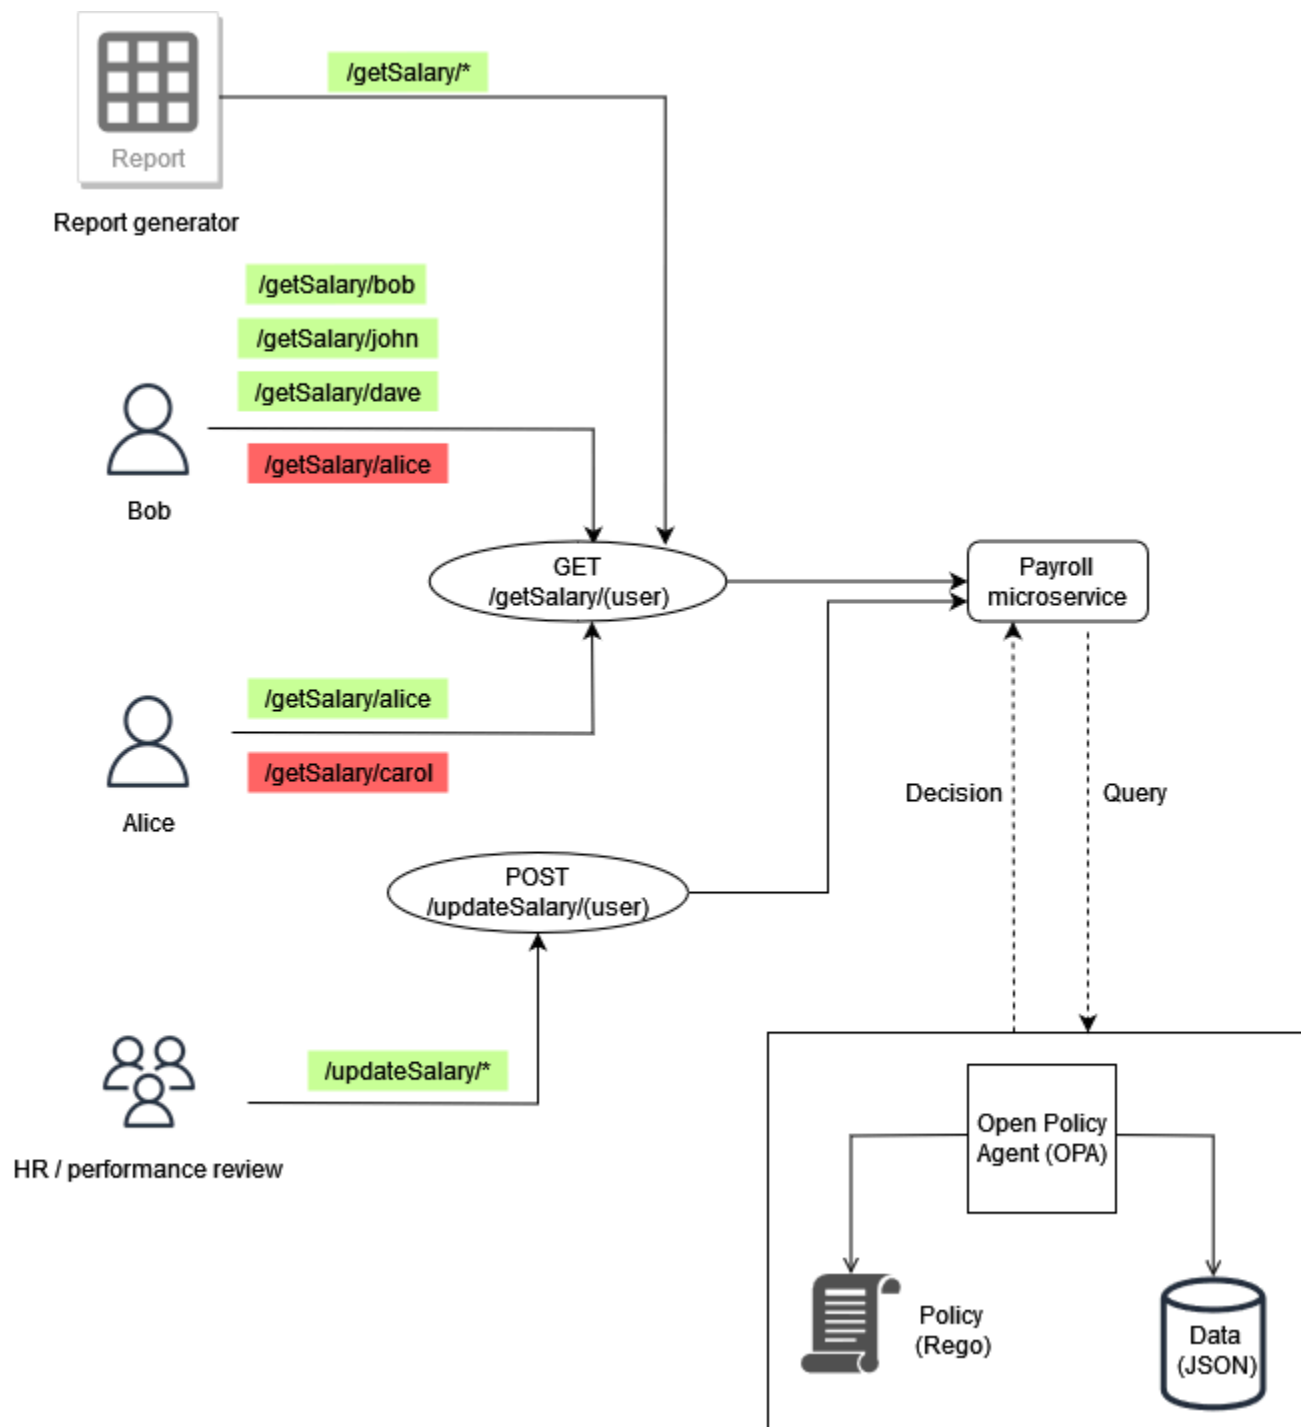 /getSalary/*
Report
Report generator
/getSalary/bob
/getSalary/john
/getSalary/dave
/getSalary/alice
Bob
GET
/getSalary/(user)
Payroll
microservice
/getSalary/alice
/getSalary/carol
Alice
Decision
Query
POST
/updateSalary/(user)
/updateSalary/*
HR / performance review
Open Policy
Agent (OPA)
Policy
(Rego)
Data
(JSON)